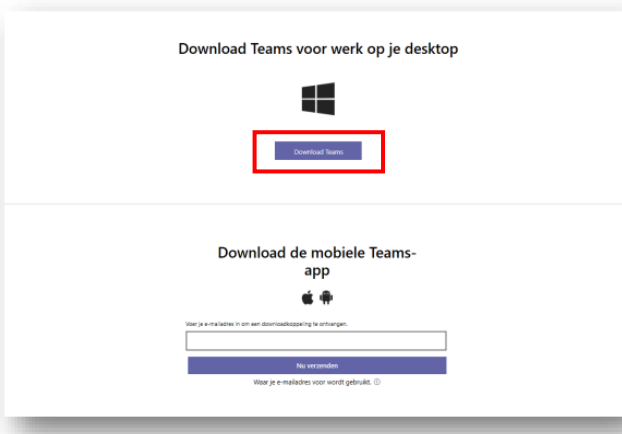 Download Teams voor werk op je desktop
Download Teams
Download de mobiele Teams-
app
Voer je e-mailadres in om een downloadkoppeling te ontvangen.
Nu verzenden
Waar je e-mailadres voor wordt gebruikt.